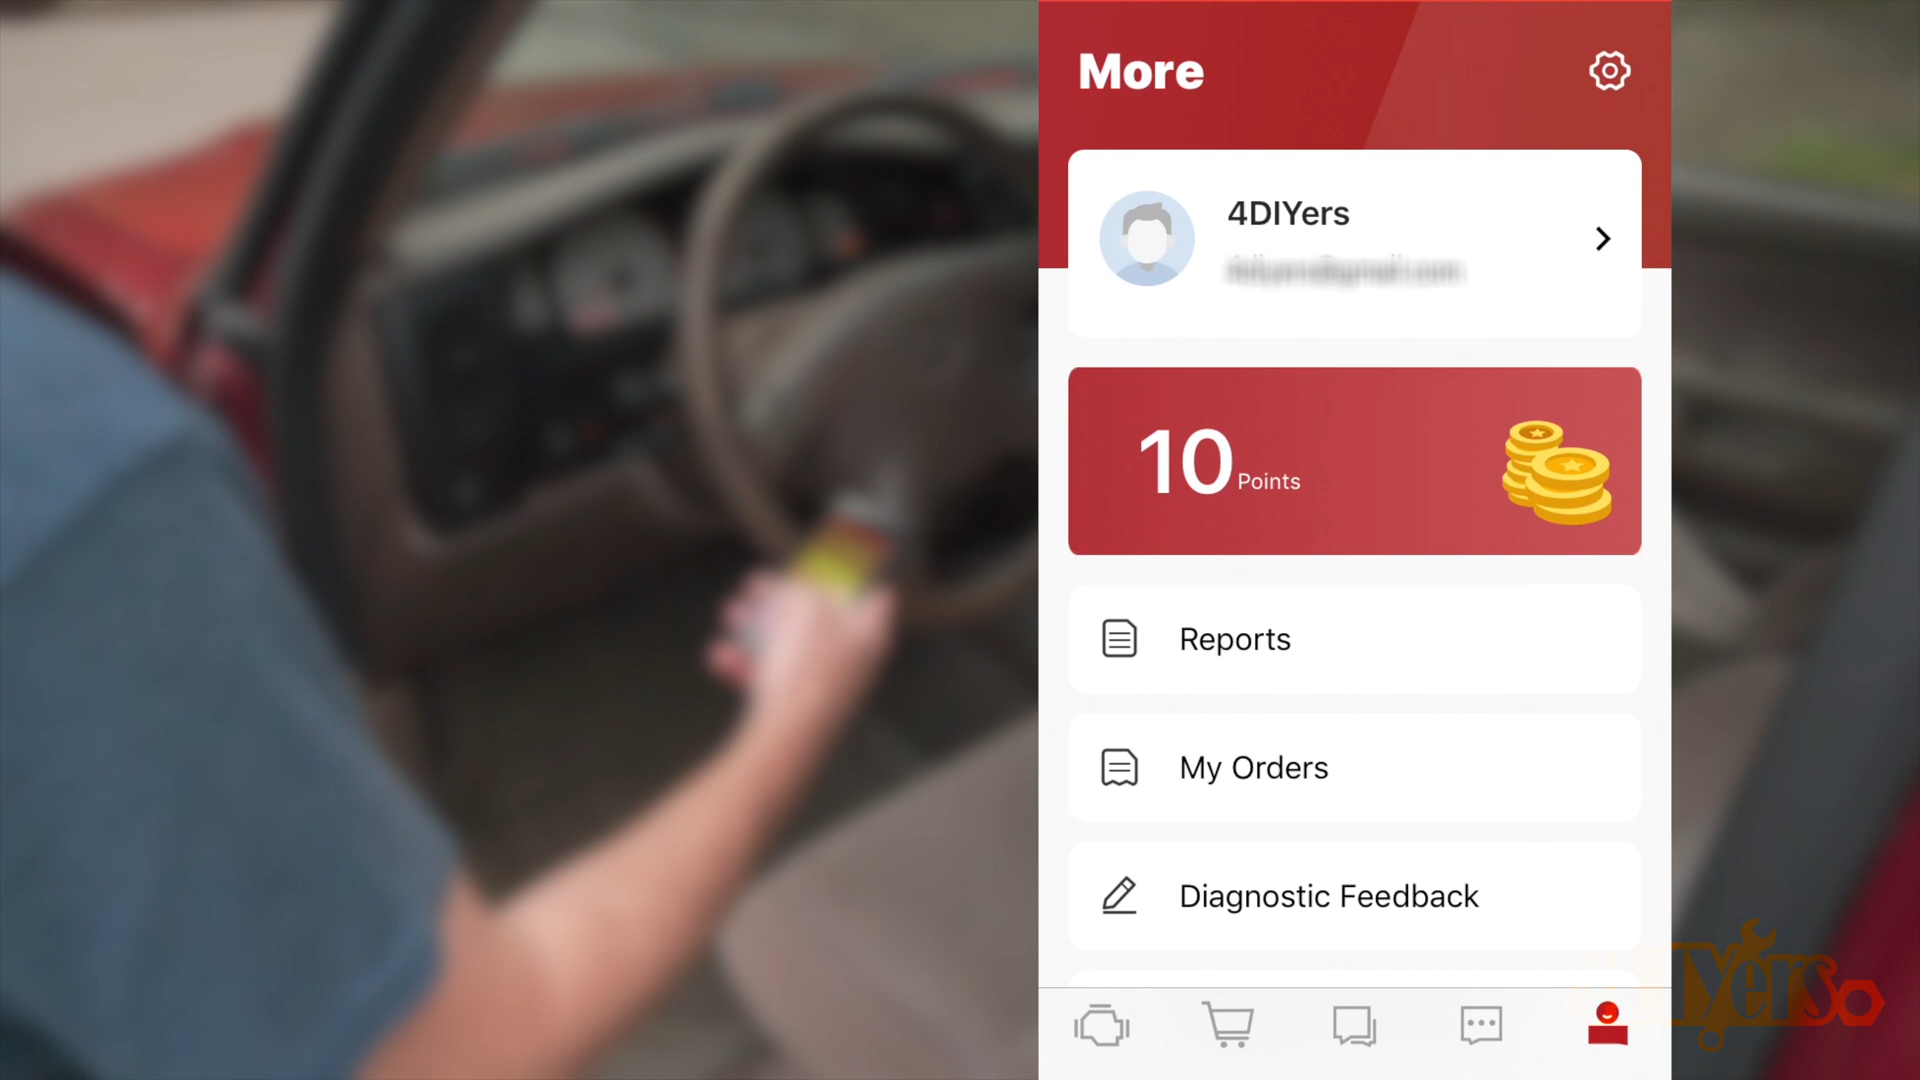 More
4DIYers
10 Points
Reports
My Orders
Diagnostic Feedback